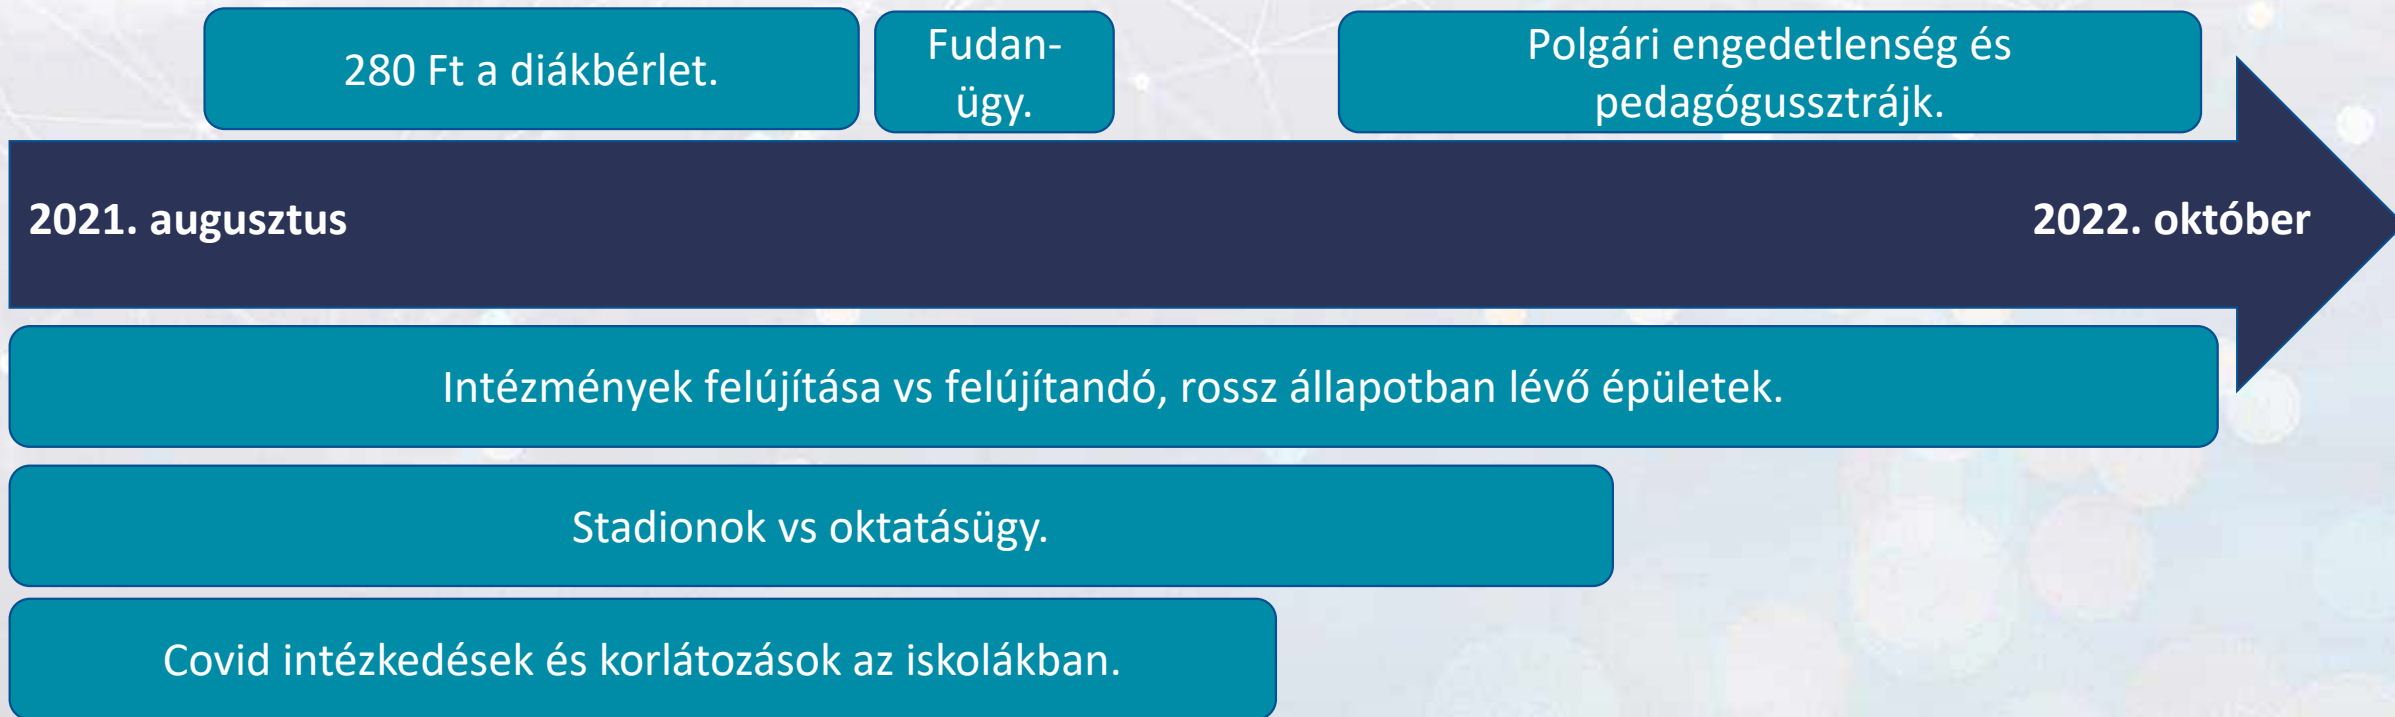 280 Ft a diákbérlet.
Fudan-
ügy.
Polgári engedetlenség és
pedagógussztrájk.
2021. augusztus
2022. október
Intézmények felújítása vs felújítandó, rossz állapotban lévő épületek.
Stadionok vs oktatásügy.
Covid intézkedések és korlátozások az iskolákban.